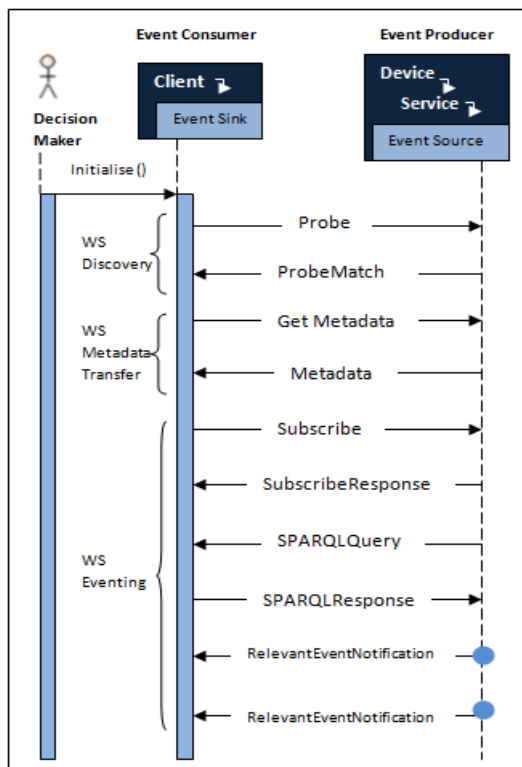 Event Consumer
Event Producer
Client
Event Sink
Device
Service
Event Source
Decision
Maker
Initialise()
WS
Discovery
Probe
ProbeMatch
WS
Metadata
Transfer
Get Metadata
Metadata
WS
Eventing
Subscribe
SubscribeResponse
SPARQLQuery
SPARQLResponse
RelevantEventNotification
RelevantEventNotification